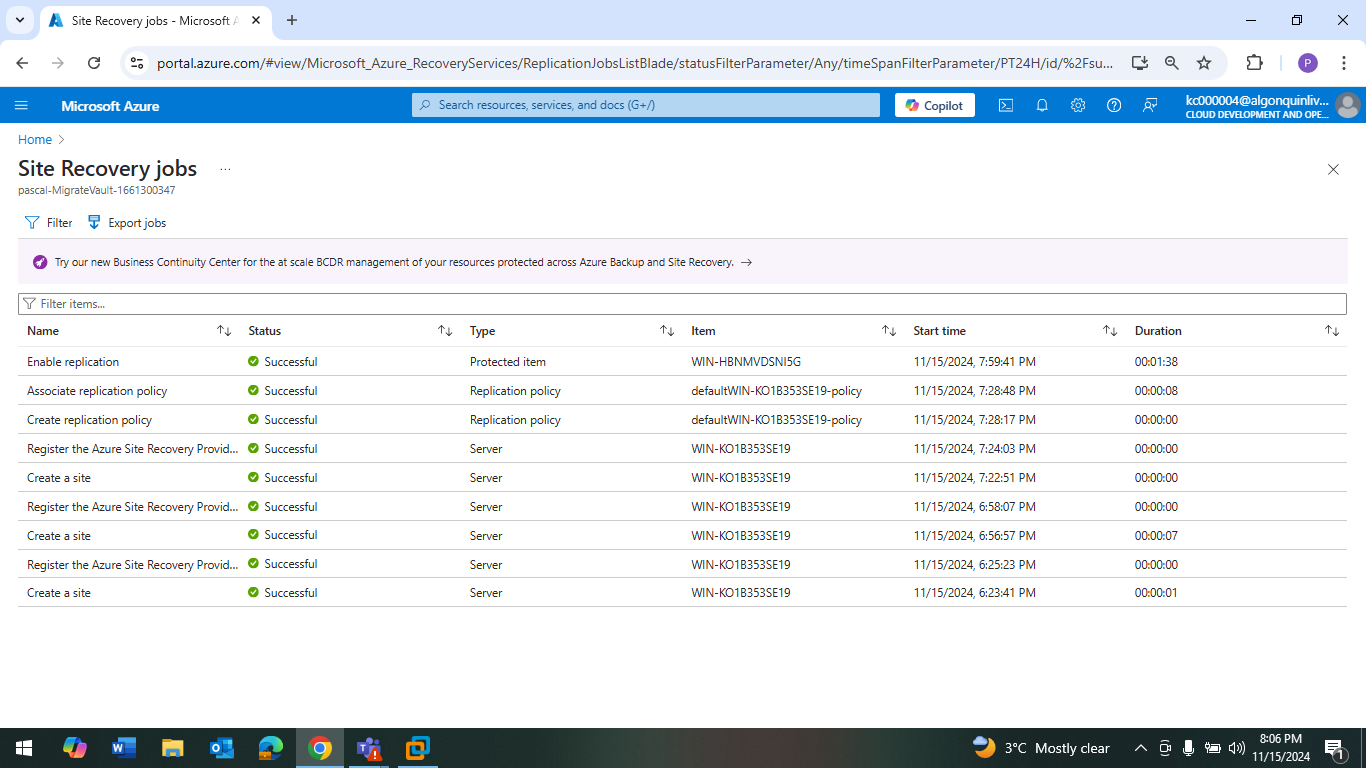 Site Recovery jobs - Microsoft A
portal.azure.com/#view/Microsoft_Azure_RecoveryServices/ReplicationJobsListBlade/statusFilterParameter/Any/timeSpanFilterParameter/PT24H/id/%2Fsu...
P
Microsoft Azure
Search resources, services, and docs (G+/)
Copilot
kc000004@algonquinliv...
CLOUD DEVELOPMENT AND OPE...
Home
Site Recovery jobs ...
pascal-MigrateVault-1661300347
Filter Export jobs
Try our new Business Continuity Center for the at scale BCDR management of your resources protected across Azure Backup and Site Recovery.
Filter items...
Name Status Type Item Start time Duration
Enable replication Successful Protected item WIN-HBNMVDSNI5G 11/15/2024, 7:59:41 PM 00:01:38
Associate replication policy Successful Replication policy defaultWIN-KO1B353SE19-policy 11/15/2024, 7:28:48 PM 00:00:08
Create replication policy Successful Replication policy defaultWIN-KO1B353SE19-policy 11/15/2024, 7:28:17 PM 00:00:00
Register the Azure Site Recovery Provid... Successful Server WIN-KO1B353SE19 11/15/2024, 7:24:03 PM 00:00:00
Create a site Successful Server WIN-KO1B353SE19 11/15/2024, 7:22:51 PM 00:00:00
Register the Azure Site Recovery Provid... Successful Server WIN-KO1B353SE19 11/15/2024, 6:58:07 PM 00:00:00
Create a site Successful Server WIN-KO1B353SE19 11/15/2024, 6:56:57 PM 00:00:07
Register the Azure Site Recovery Provid... Successful Server WIN-KO1B353SE19 11/15/2024, 6:25:23 PM 00:00:00
Create a site Successful Server WIN-KO1B353SE19 11/15/2024, 6:23:41 PM 00:00:01
3°C Mostly clear
8:06 PM
11/15/2024
1